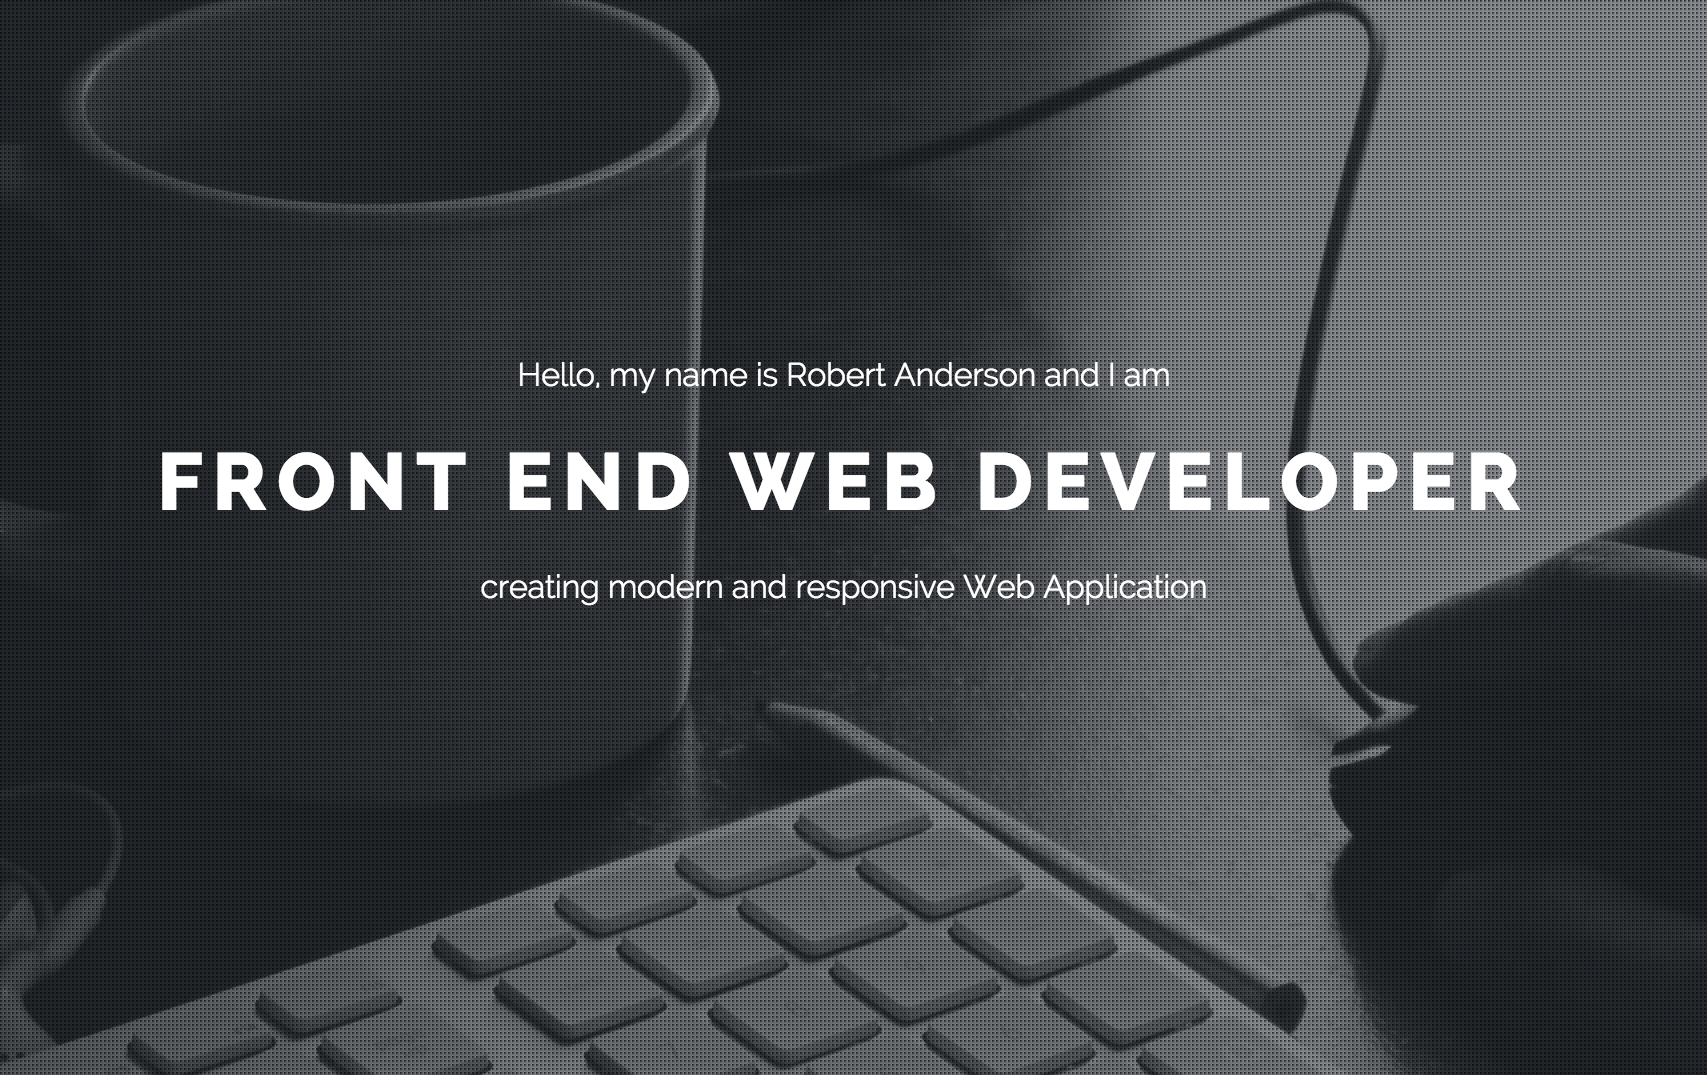 Hello, my name is Robert Anderson and I am
FRONT END WEB DEVELOPER
creating modern and responsive Web Application